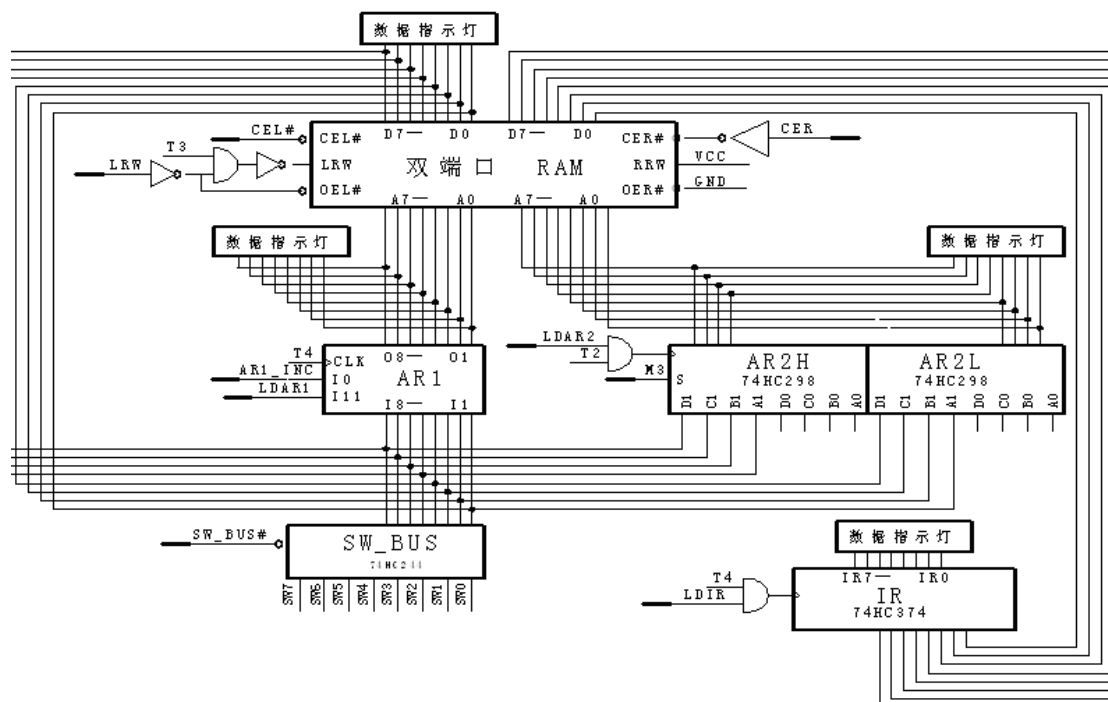 数据指示灯
CEL#
D7— D0 D7— D0
CER
T3
CEL#
CER#
LRW
LRW
双端口 RAM
RRW
VCC
OEL#
OER#
GND
A7— A0 A7— A0
数据指示灯
数据指示灯
LDAR2
T2
T4
CLK
O8— O1
AR1_INC
I0
AR1
LDAR1
I11
I8— I1
M3
S
AR2H
74HC298
D1 C1 B1 A1 D0 C0 B0 A0
AR2L
74HC298
D1 C1 B1 A1 D0 C0 B0 A0
SW_BUS#
SW_BUS
74HC244
SW7 SW6 SW5 SW4 SW3 SW2 SW1 SW0
数据指示灯
T4
LDIR
IR7— IR0
IR
74HC374